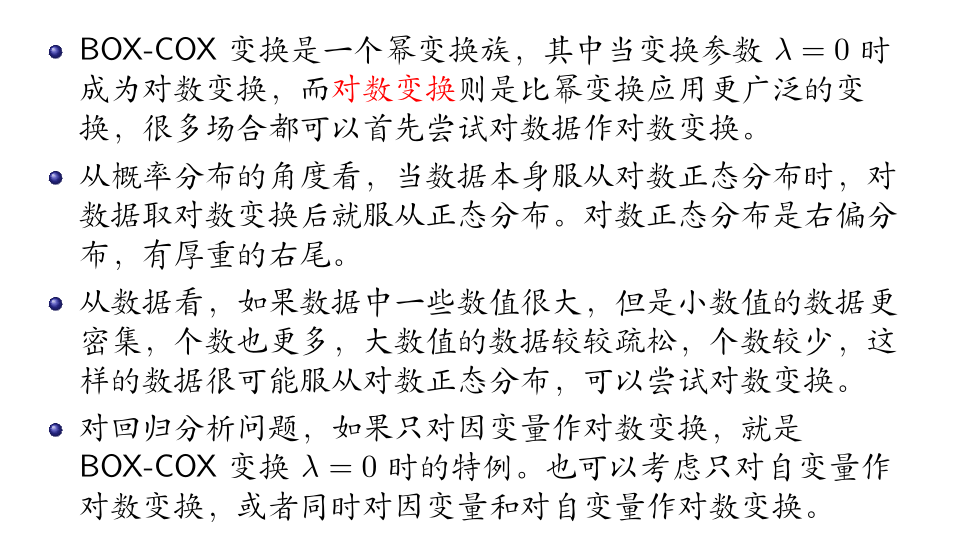 BOX-COX 变换是一个幂变换族，其中当变换参数 λ = 0 时
成为对数变换，而对数变换则是比幂变换应用更广泛的变
换，很多场合都可以首先尝试对数据作对数变换。
从概率分布的角度看，当数据本身服从对数正态分布时，对
数据取对数变换后就服从正态分布。对数正态分布是右偏分
布，有厚重的右尾。
从数据看，如果数据中一些数值很大，但是小数值的数据更
密集，个数也更多，大数值的数据较较疏松，个数较少，这
样的数据很可能服从对数正态分布，可以尝试对数变换。
对回归分析问题，如果只对因变量作对数变换，就是
BOX-COX 变换 λ = 0 时的特例。也可以考虑只对自变量作
对数变换，或者同时对因变量和对自变量作对数变换。